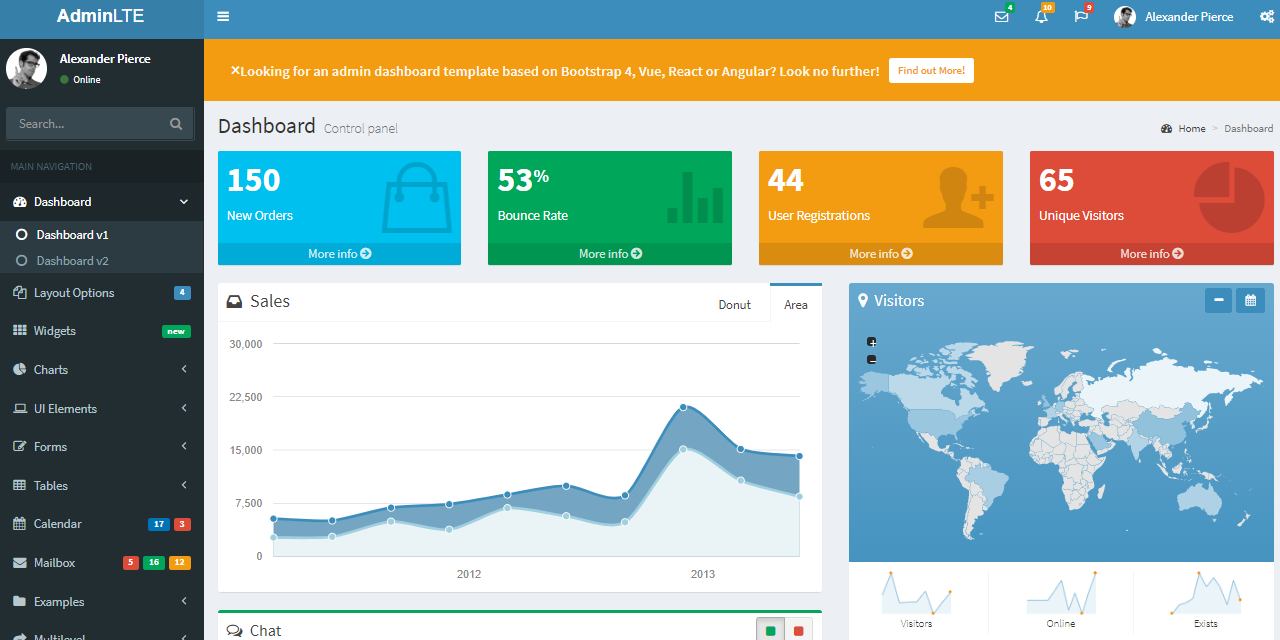 AdminLTE
4
10
9
Alexander Pierce
Alexander Pierce
Online
×Looking for an admin dashboard template based on Bootstrap 4, Vue, React or Angular? Look no further!
Find out More!
Search...
MAIN NAVIGATION
Dashboard
Dashboard v1
Dashboard v2
Layout Options 4
Widgets new
Charts
UI Elements
Forms
Tables
Calendar 17 3
Mailbox 5 16 12
Examples
Multilevel
Dashboard Control panel
Home > Dashboard
150
New Orders
More info
53%
Bounce Rate
More info
44
User Registrations
More info
65
Unique Visitors
More info
Sales
Donut
Area
30,000
22,500
15,000
7,500
0
2012
2013
Visitors
+
−
Visitors
Online
Exists
Chat